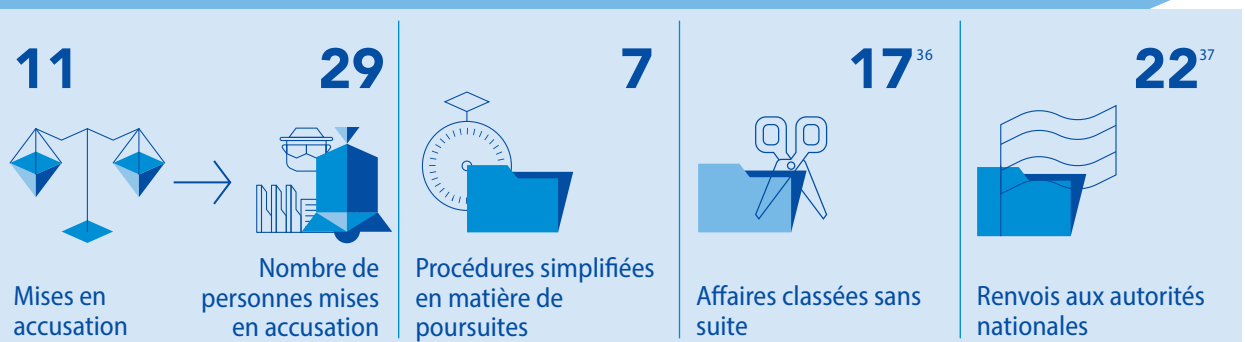 11
Mises en
accusation
29
Nombre de
personnes mises
en accusation
7
Procédures simplifiées
en matière de
poursuites
17 36
Affaires classées sans
suite
22 37
Renvois aux autorités
nationales